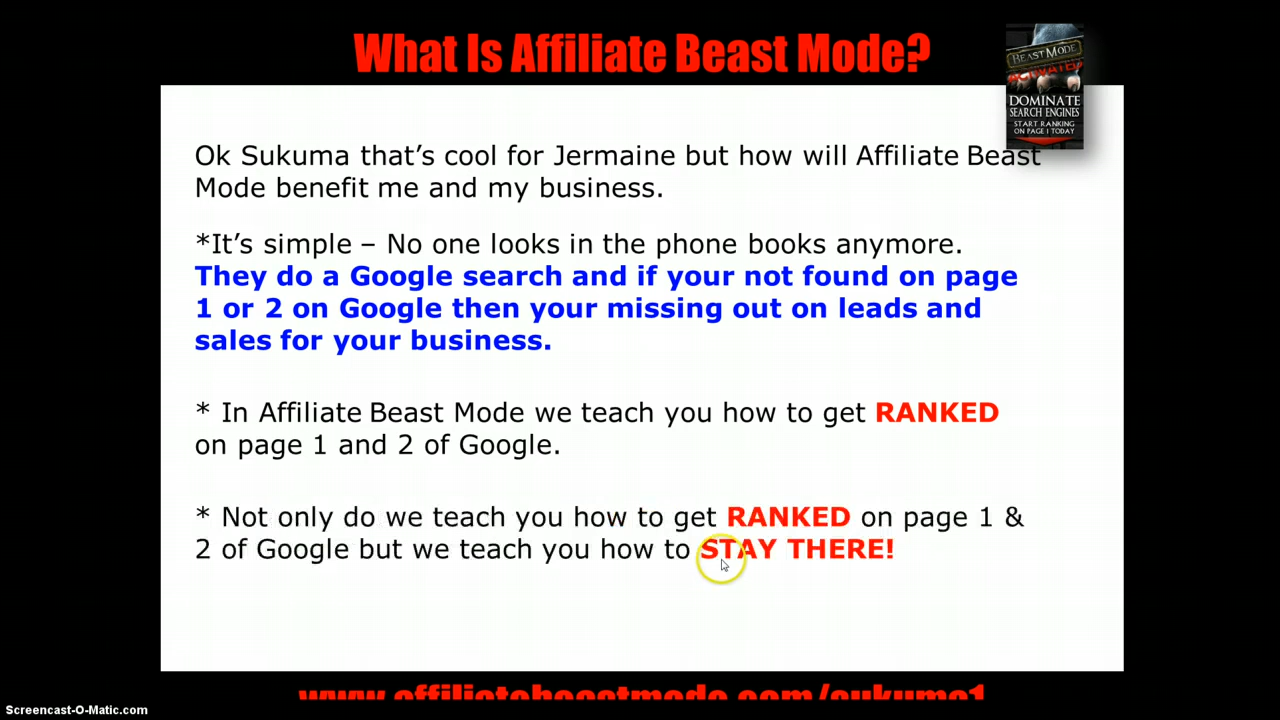 What Is Affiliate Beast Mode?
BEAST MODE
ACTIVATED
DOMINATE
SEARCH ENGINES
START RANKING
ON PAGE 1 TODAY
Ok Sukuma that's cool for Jermaine but how will Affiliate Beast
Mode benefit me and my business.
*It's simple – No one looks in the phone books anymore.
They do a Google search and if your not found on page
1 or 2 on Google then your missing out on leads and
sales for your business.
* In Affiliate Beast Mode we teach you how to get RANKED
on page 1 and 2 of Google.
* Not only do we teach you how to get RANKED on page 1 &
2 of Google but we teach you how to STAY THERE!
www.affiliatebeastmode.com/sukuma1
Screencast-O-Matic.com